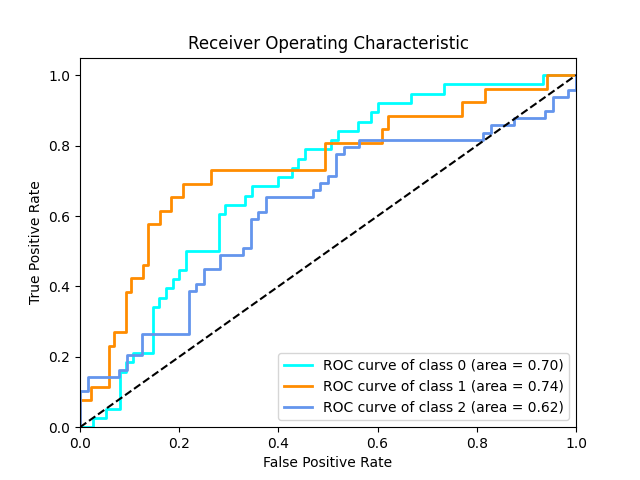 Receiver Operating Characteristic
True Positive Rate
1.0
0.8
0.6
0.4
0.2
0.0
ROC curve of class 0 (area = 0.70)
ROC curve of class 1 (area = 0.74)
ROC curve of class 2 (area = 0.62)
0.0 0.2 0.4 0.6 0.8 1.0
False Positive Rate